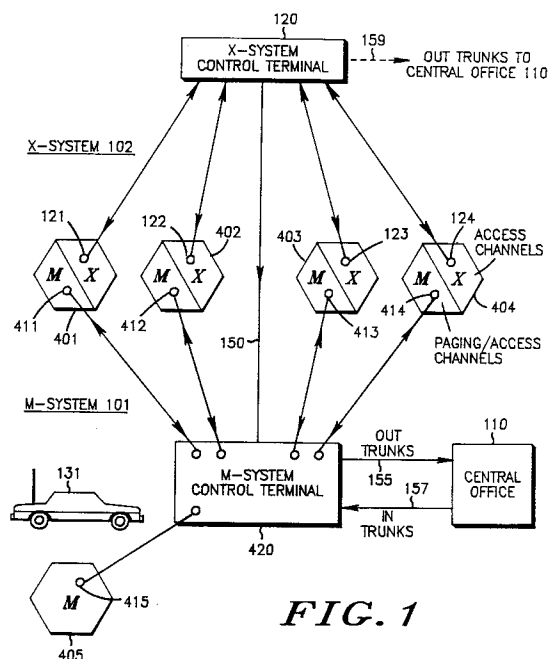 120
X-SYSTEM
CONTROL TERMINAL
159
OUT TRUNKS TO
CENTRAL OFFICE 110
X-SYSTEM 102
121
122
402
403
123
124
ACCESS
CHANNELS
M X
M X
M X
M X
411
401
412
413
414
404
150
PAGING/ACCESS
CHANNELS
M-SYSTEM 101
110
131
M-SYSTEM
CONTROL TERMINAL
OUT
TRUNKS
155
157
IN
TRUNKS
CENTRAL
OFFICE
420
M
415
405
FIG. 1